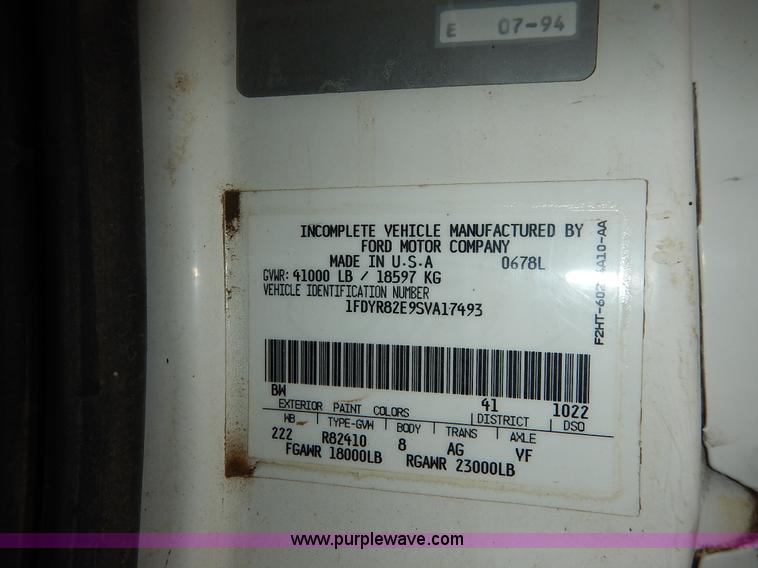 E 07-94
INCOMPLETE VEHICLE MANUFACTURED BY
FORD MOTOR COMPANY
MADE IN U.S.A 0678L
GVWR: 41000 LB / 18597 KG
VEHICLE IDENTIFICATION NUMBER
1FDYR82E9SVA17493
BW 41 1022
EXTERIOR PAINT COLORS DISTRICT DSO
WB TYPE-GVW BODY TRANS AXLE
222 R82410 8 AG VF
FGAWR 18000LB RGAWR 23000LB
www.purplewave.com